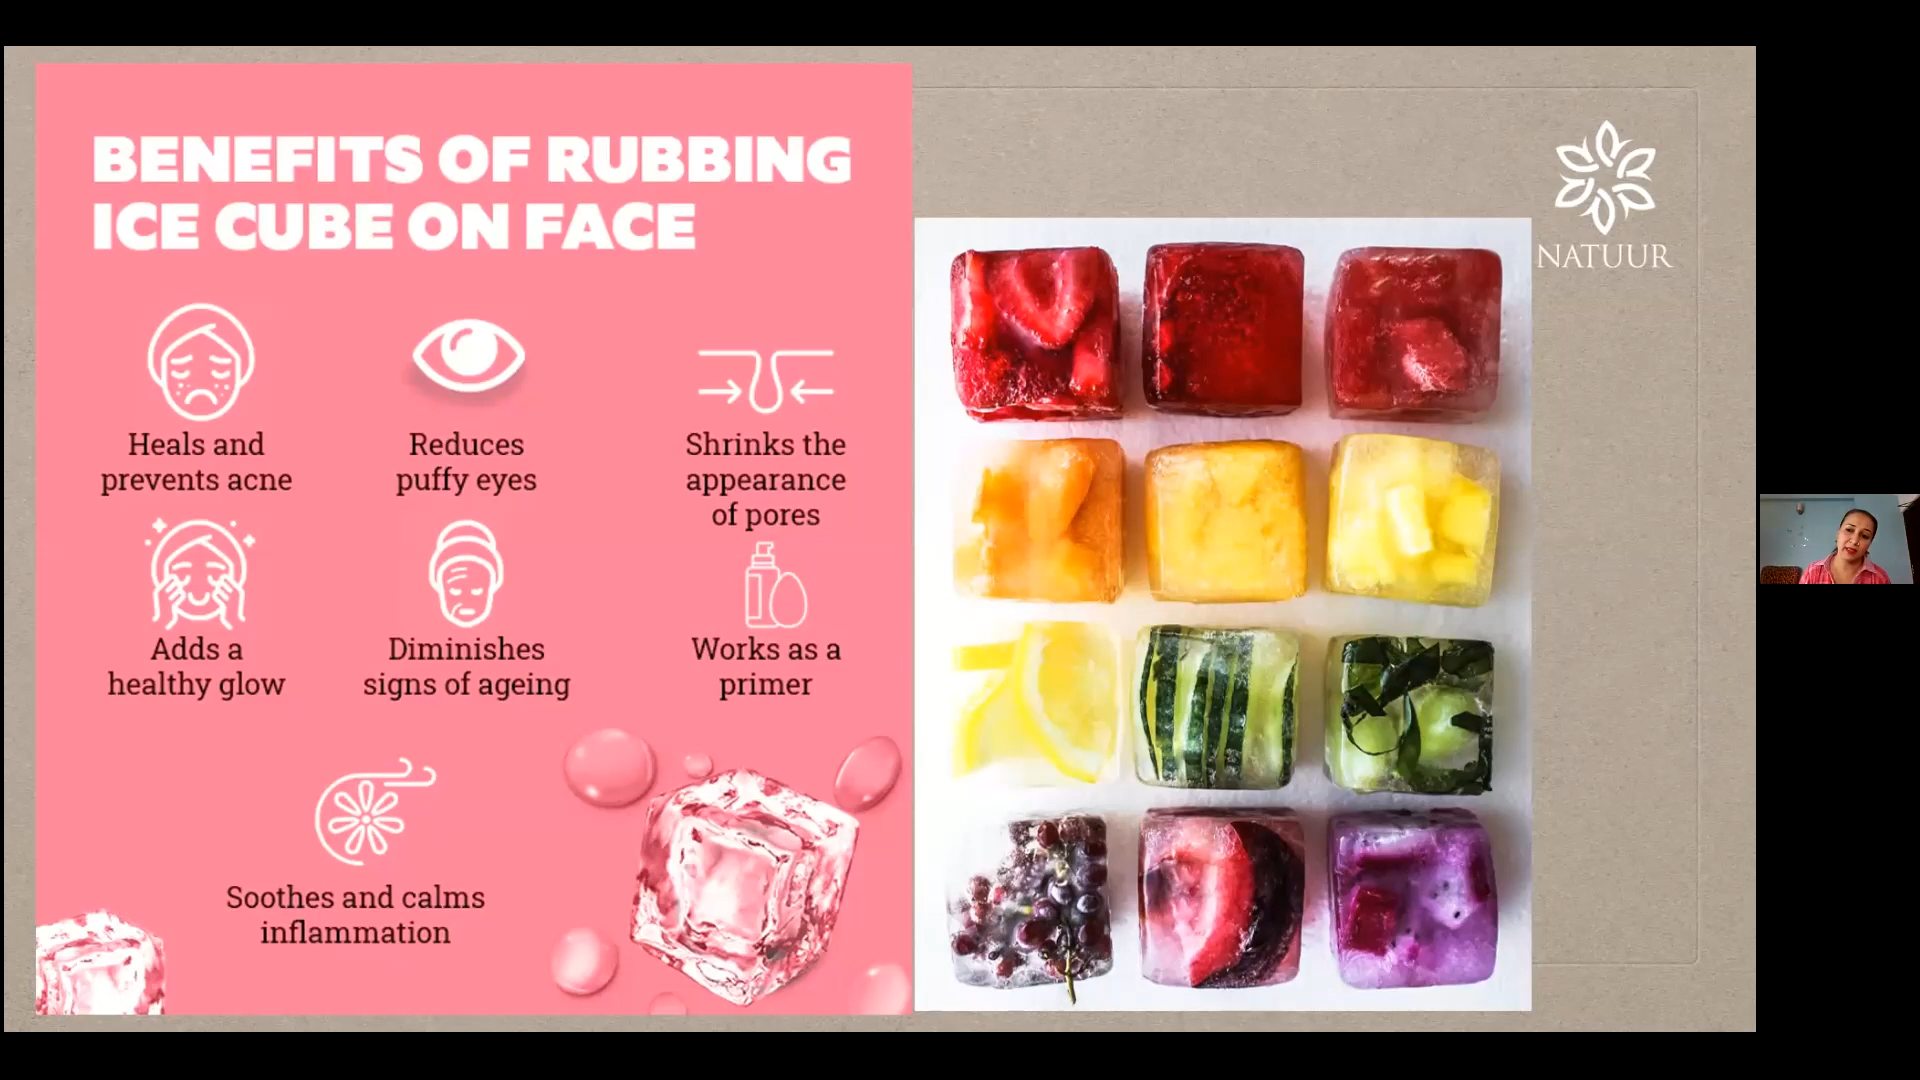 BENEFITS OF RUBBING
ICE CUBE ON FACE
Heals and
prevents acne
Reduces
puffy eyes
Shrinks the
appearance
of pores
Adds a
healthy glow
Diminishes
signs of ageing
Works as a
primer
Soothes and calms
inflammation
NATUUR